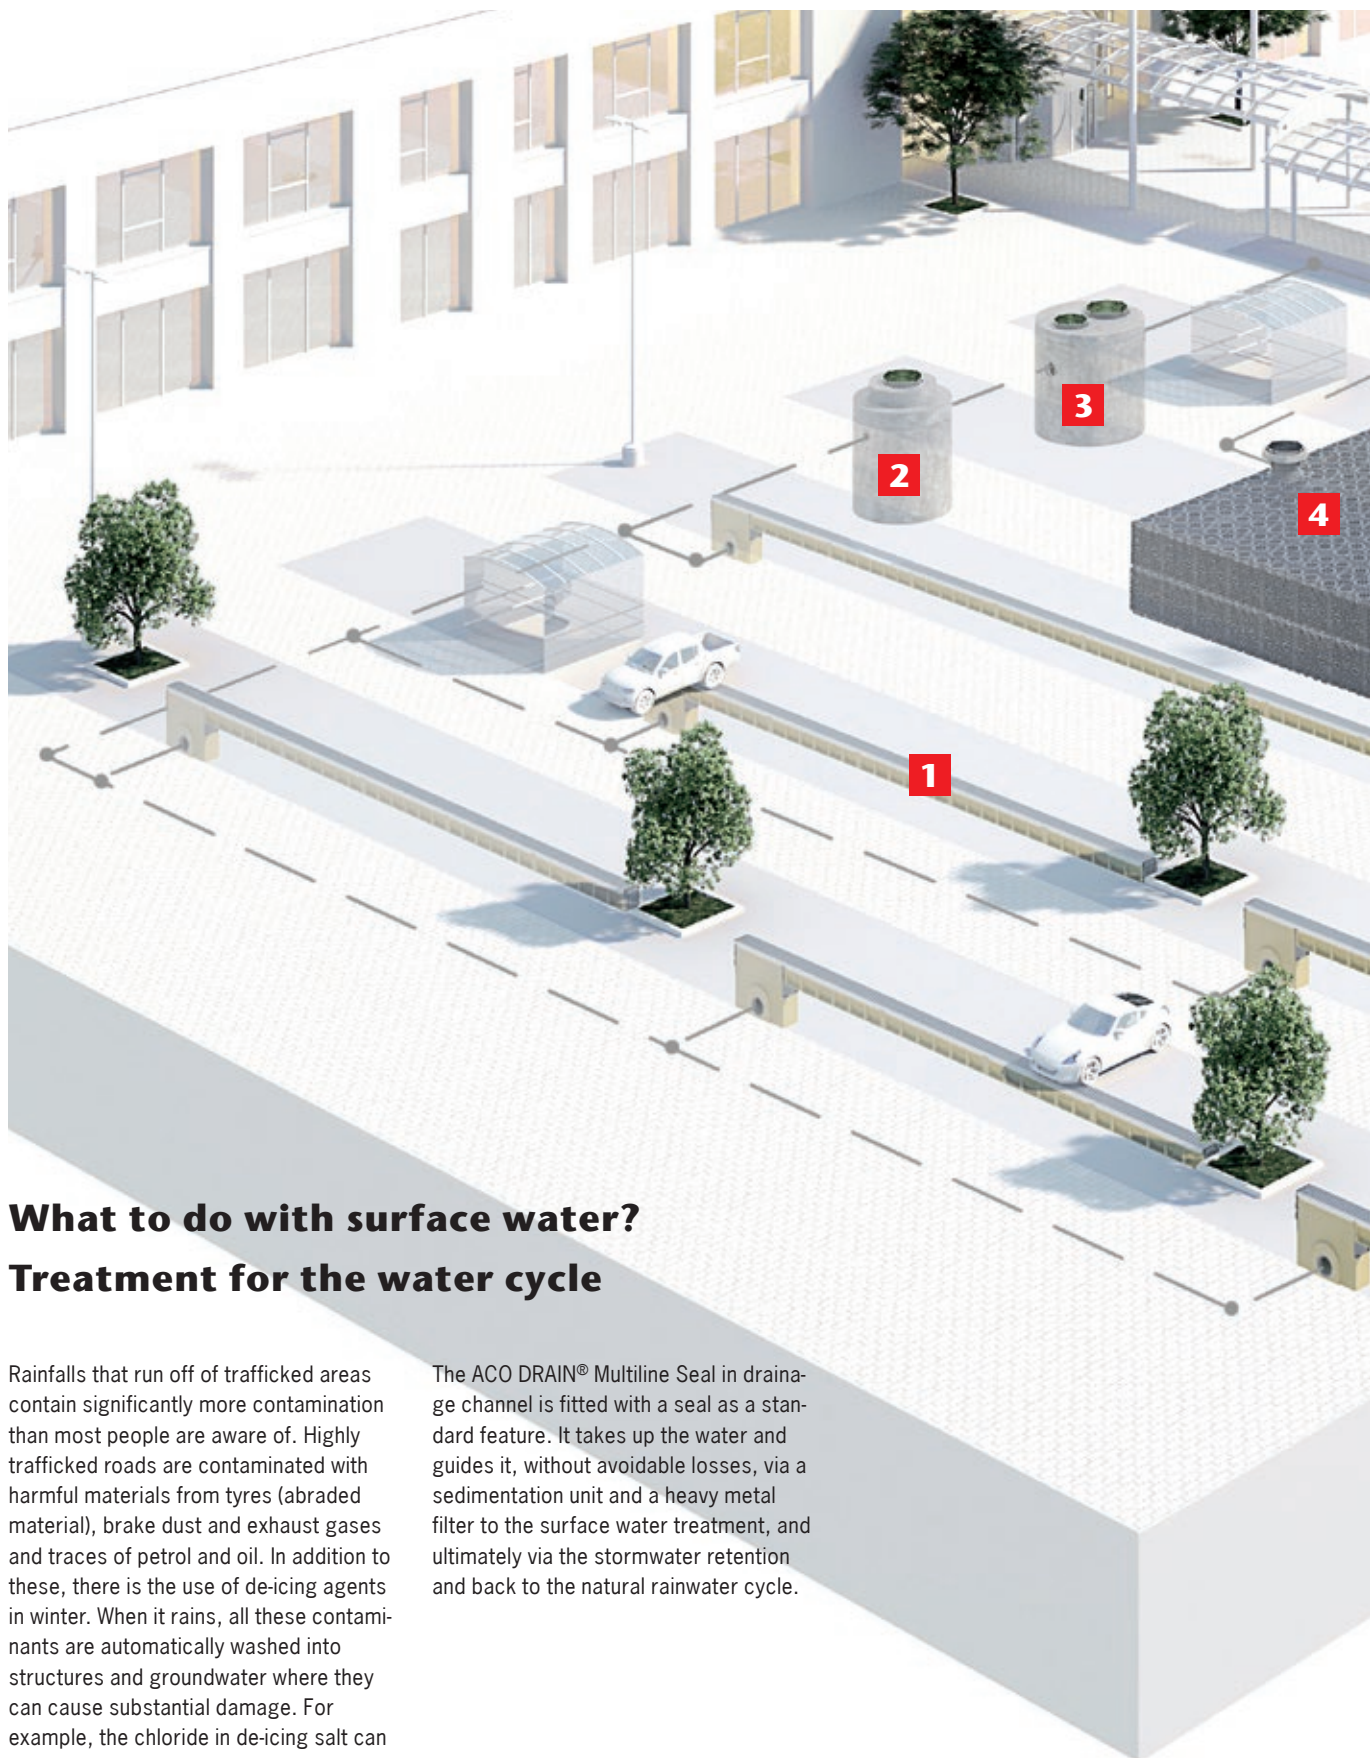 3
2
4
1
What to do with surface water?
Treatment for the water cycle
Rainfalls that run off of trafficked areas
contain significantly more contamination
than most people are aware of. Highly
trafficked roads are contaminated with
harmful materials from tyres (abraded
material), brake dust and exhaust gases
and traces of petrol and oil. In addition to
these, there is the use of de-icing agents
in winter. When it rains, all these contami-
nants are automatically washed into
structures and groundwater where they
can cause substantial damage. For
example, the chloride in de-icing salt can
The ACO DRAIN® Multiline Seal in draina-
ge channel is fitted with a seal as a stan-
dard feature. It takes up the water and
guides it, without avoidable losses, via a
sedimentation unit and a heavy metal
filter to the surface water treatment, and
ultimately via the stormwater retention
and back to the natural rainwater cycle.